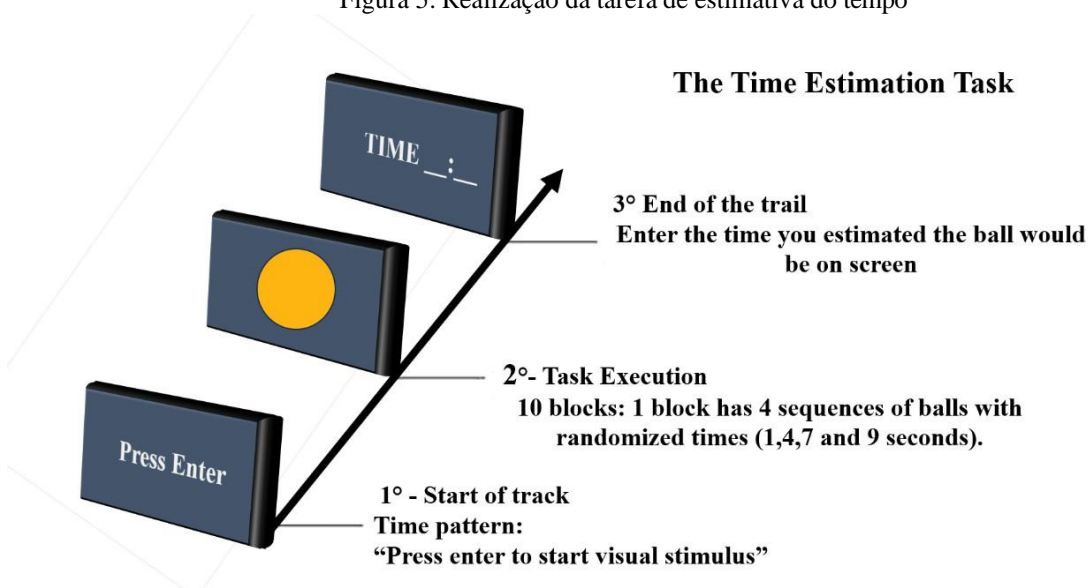 Figura 5: Realização da tarefa de estimativa do tempo
The Time Estimation Task
TIME __:__
3° End of the trail
Enter the time you estimated the ball would
be on screen
2°- Task Execution
10 blocks: 1 block has 4 sequences of balls with
randomized times (1,4,7 and 9 seconds).
Press Enter
1° - Start of track
Time pattern:
“Press enter to start visual stimulus”